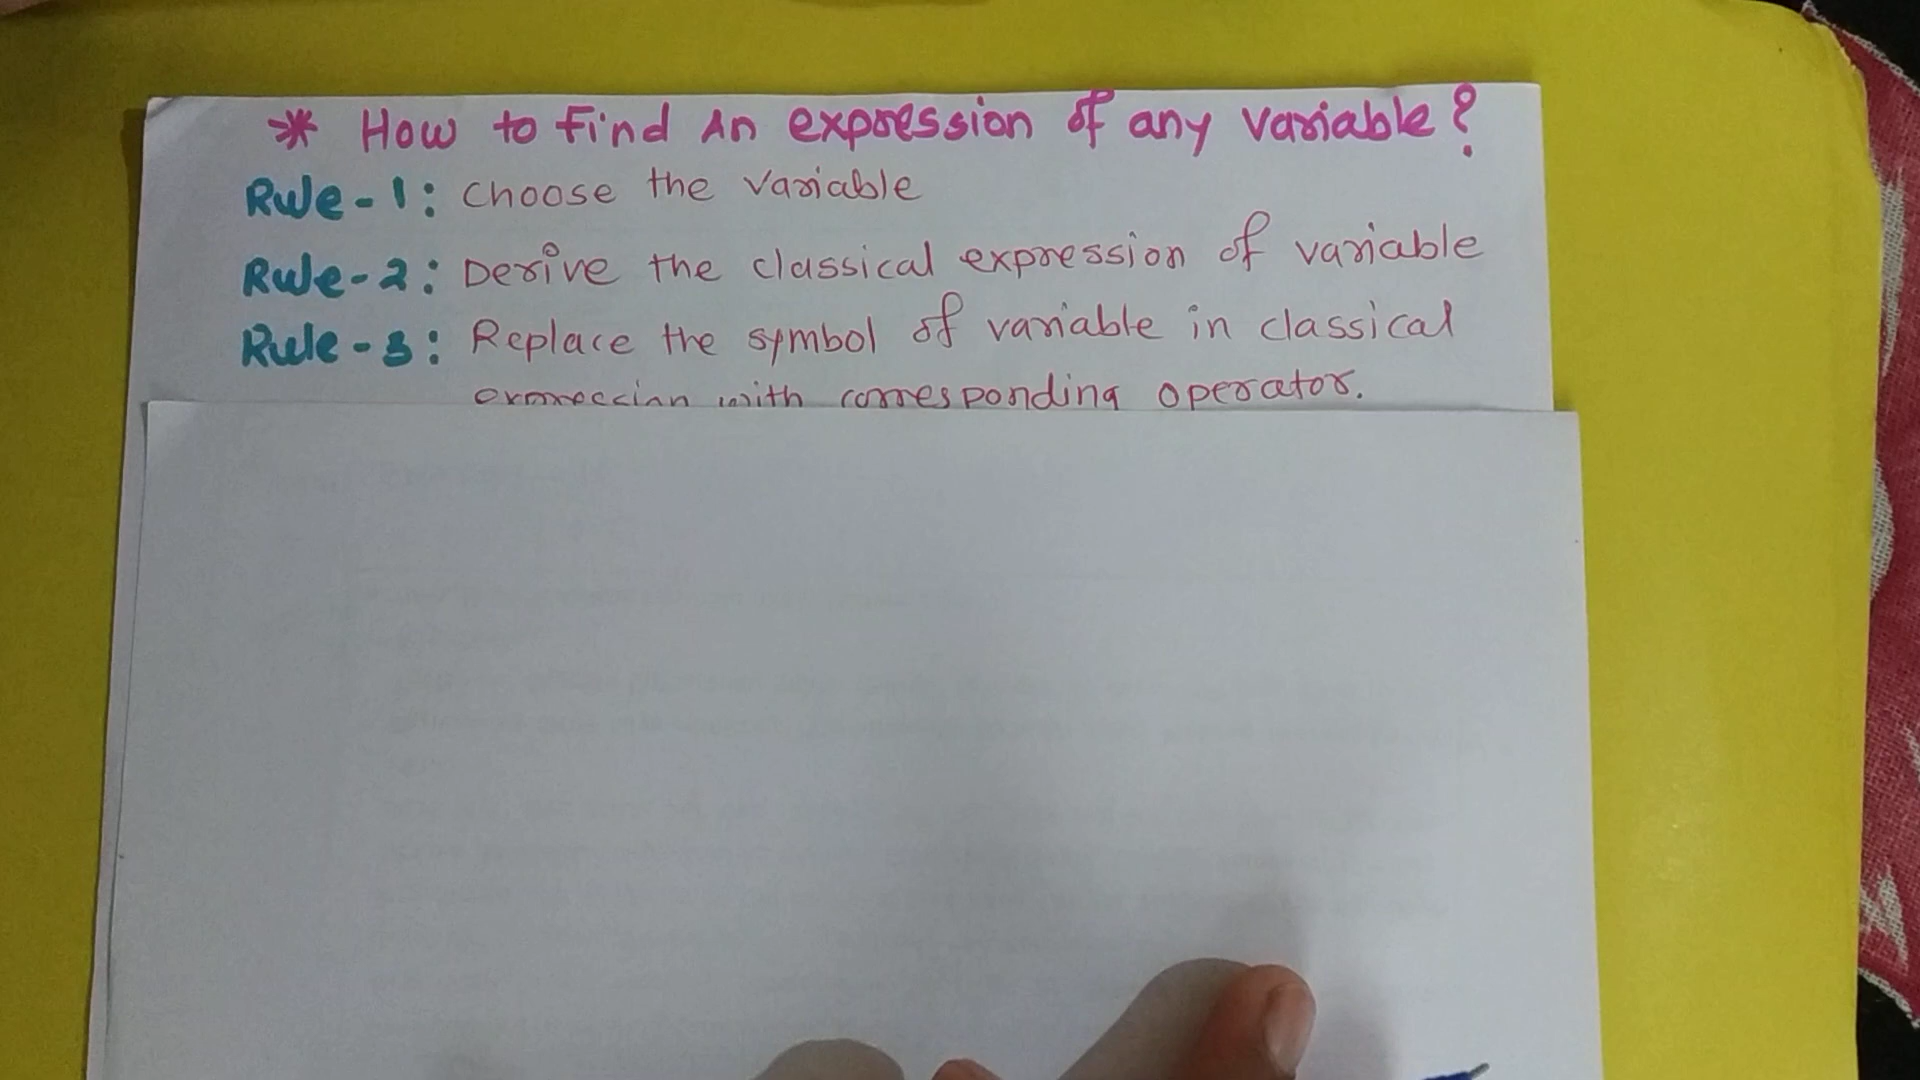 * How to Find An expression of any variable?
Rule-1: choose the variable
Rule-2: Derive the classical expression of variable
Rule-3: Replace the symbol of variable in classical
expression with corresponding operator.